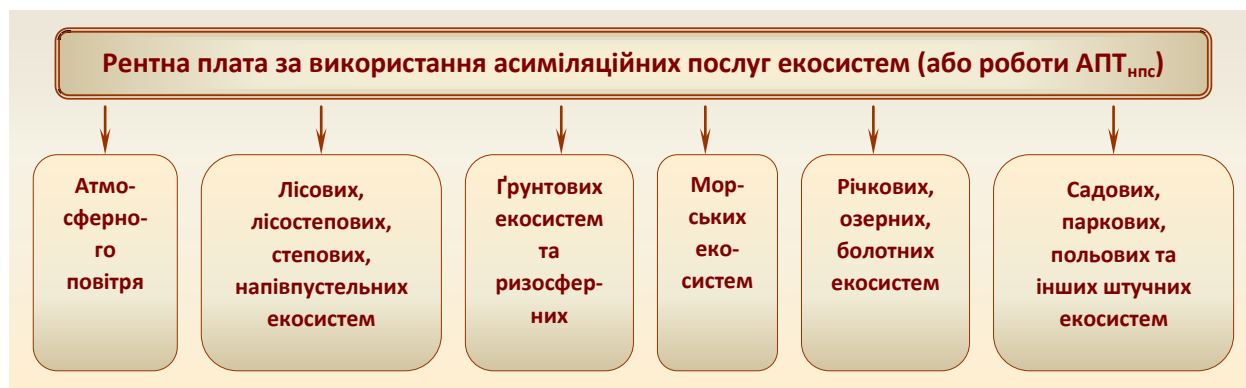 Рентна плата за використання асиміляційних послуг екосистем (або роботи АПТнпс)
Атмо-
сферно-
го
повітря
Лісових,
лісостепових,
степових,
напівпустельних
екосистем
Ґрунтових
екосистем
та
ризосфер-
них
Мор-
ських
еко-
систем
Річкових,
озерних,
болотних
екосистем
Садових,
паркових,
польових та
інших штучних
екосистем